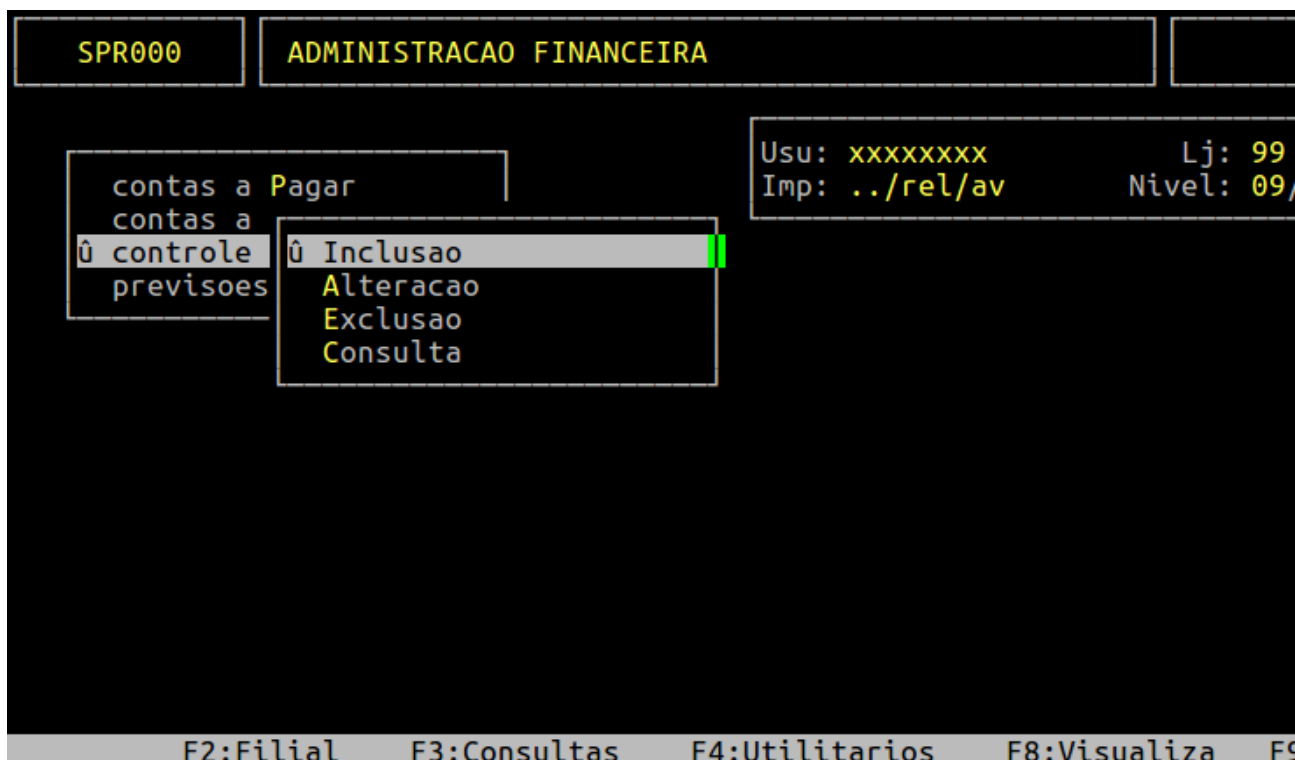 SPR000 ADMINISTRACAO FINANCEIRA
Usu: xxxxxxxx Lj: 99
Imp: ../rel/av Nivel: 09/
contas a Pagar
contas a
û controle
previsoes
û Inclusao
Alteracao
Exclusao
Consulta
F2:Filial F3:Consultas F4:Utilitarios F8:Visualiza F9